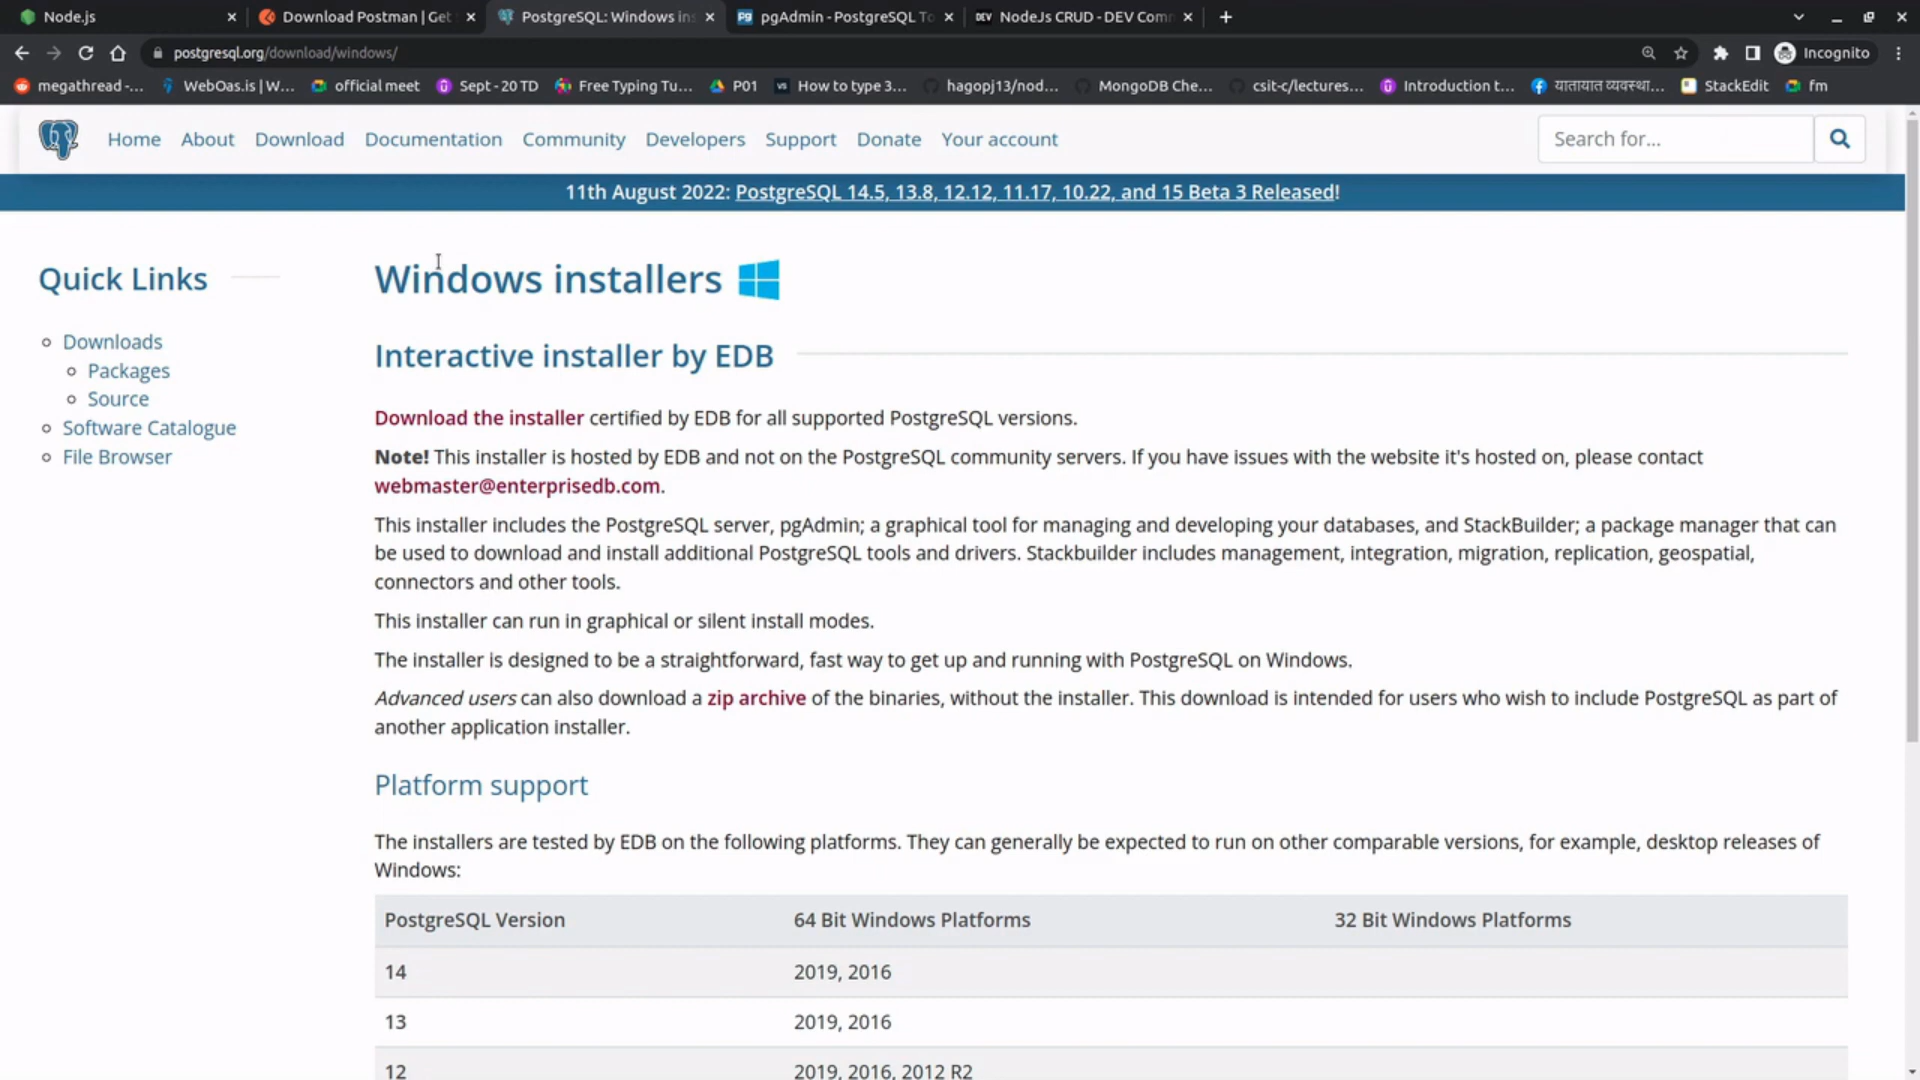 Node.js
Download Postman | Get
PostgreSQL: Windows ins
pgAdmin - PostgreSQL To
DEV NodeJs CRUD - DEV Comm
postgresql.org/download/windows/
Incognito
megathread -...
WebOas.is | W...
official meet
Sept - 20 TD
Free Typing Tu...
P01
How to type 3...
hagopj13/nod...
MongoDB Che...
csit-c/lectures...
Introduction t...
यातायात व्यवस्था...
StackEdit
fm
Home About Download Documentation Community Developers Support Donate Your account
Search for...
11th August 2022: PostgreSQL 14.5, 13.8, 12.12, 11.17, 10.22, and 15 Beta 3 Released!
Quick Links
Downloads
Packages
Source
Software Catalogue
File Browser
Windows installers
Interactive installer by EDB
Download the installer certified by EDB for all supported PostgreSQL versions.
Note! This installer is hosted by EDB and not on the PostgreSQL community servers. If you have issues with the website it's hosted on, please contact
webmaster@enterprisedb.com.
This installer includes the PostgreSQL server, pgAdmin; a graphical tool for managing and developing your databases, and StackBuilder; a package manager that can
be used to download and install additional PostgreSQL tools and drivers. Stackbuilder includes management, integration, migration, replication, geospatial,
connectors and other tools.
This installer can run in graphical or silent install modes.
The installer is designed to be a straightforward, fast way to get up and running with PostgreSQL on Windows.
Advanced users can also download a zip archive of the binaries, without the installer. This download is intended for users who wish to include PostgreSQL as part of
another application installer.
Platform support
The installers are tested by EDB on the following platforms. They can generally be expected to run on other comparable versions, for example, desktop releases of
Windows:
PostgreSQL Version 64 Bit Windows Platforms 32 Bit Windows Platforms
14 2019, 2016
13 2019, 2016
12 2019, 2016, 2012 R2